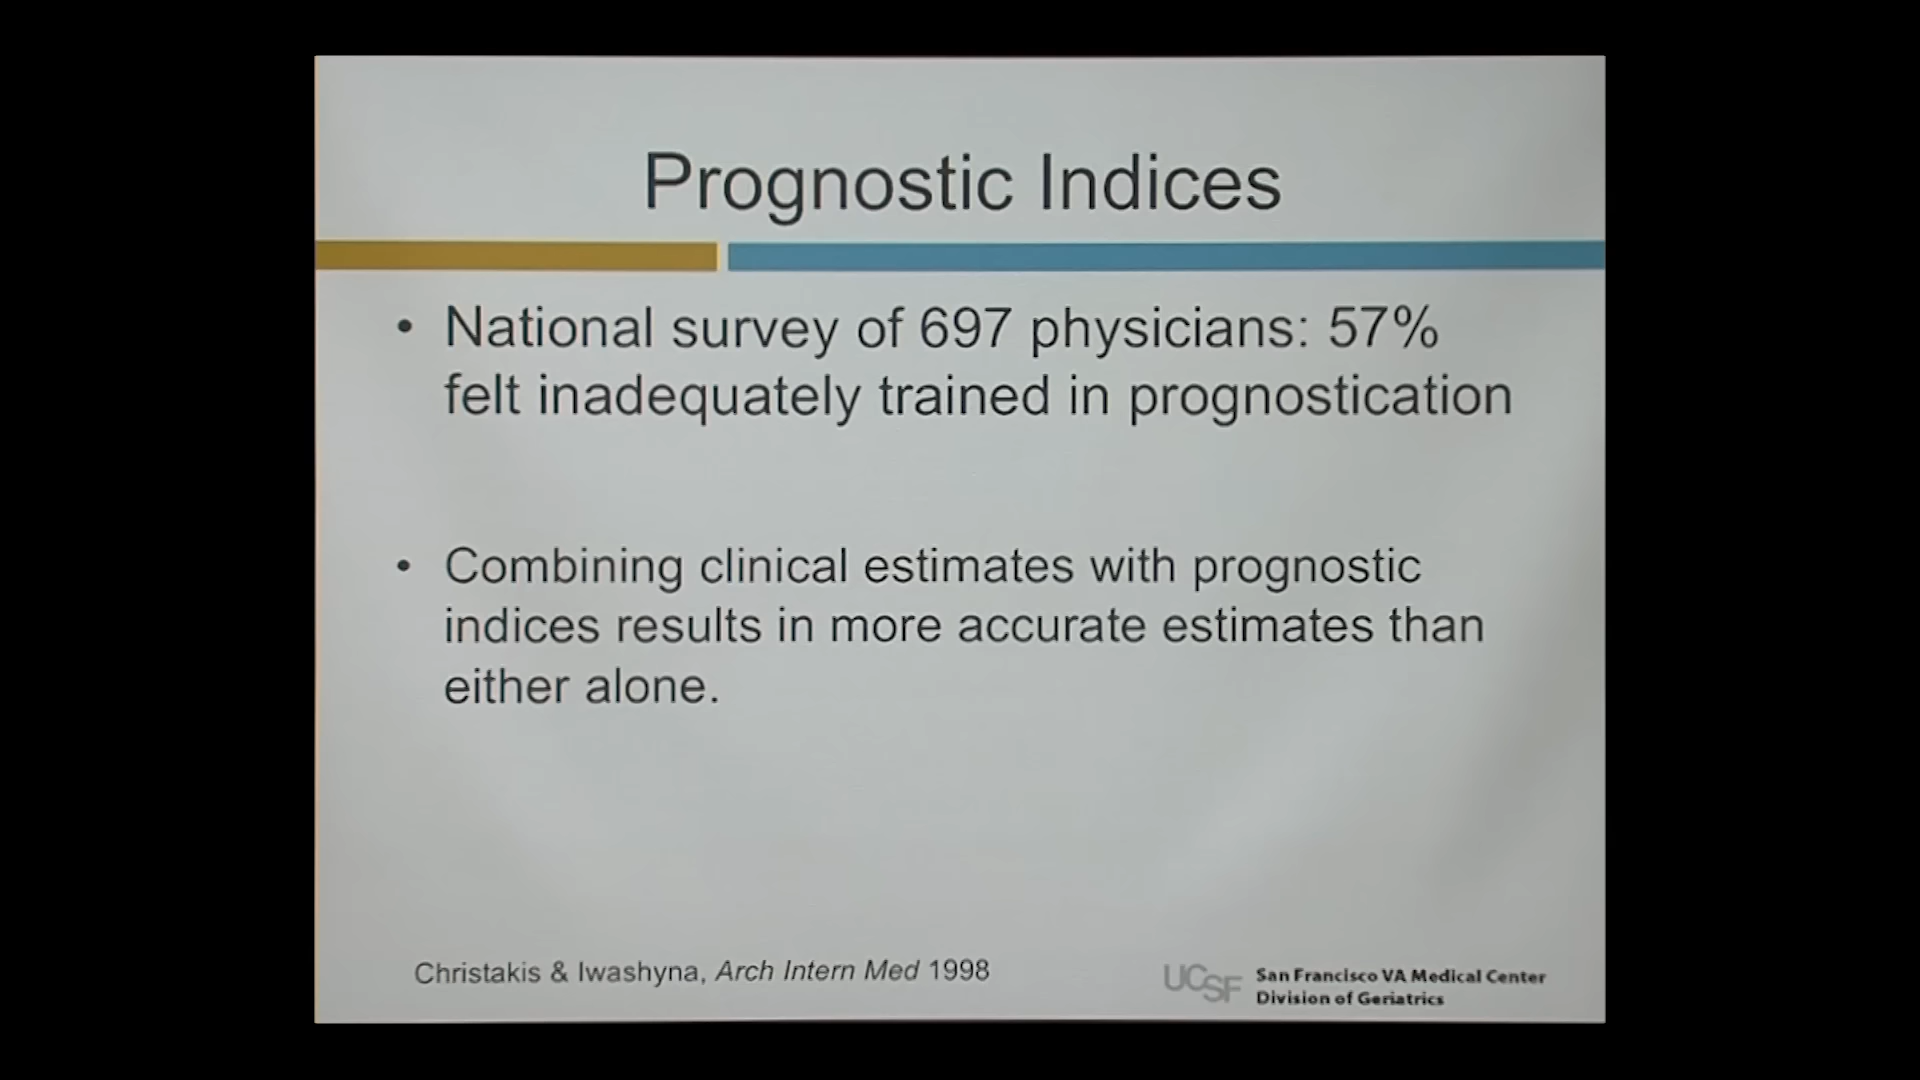 Prognostic Indices
• National survey of 697 physicians: 57%
felt inadequately trained in prognostication
• Combining clinical estimates with prognostic
indices results in more accurate estimates than
either alone.
Christakis & Iwashyna, Arch Intern Med 1998
UCSF
San Francisco VA Medical Center
Division of Geriatrics